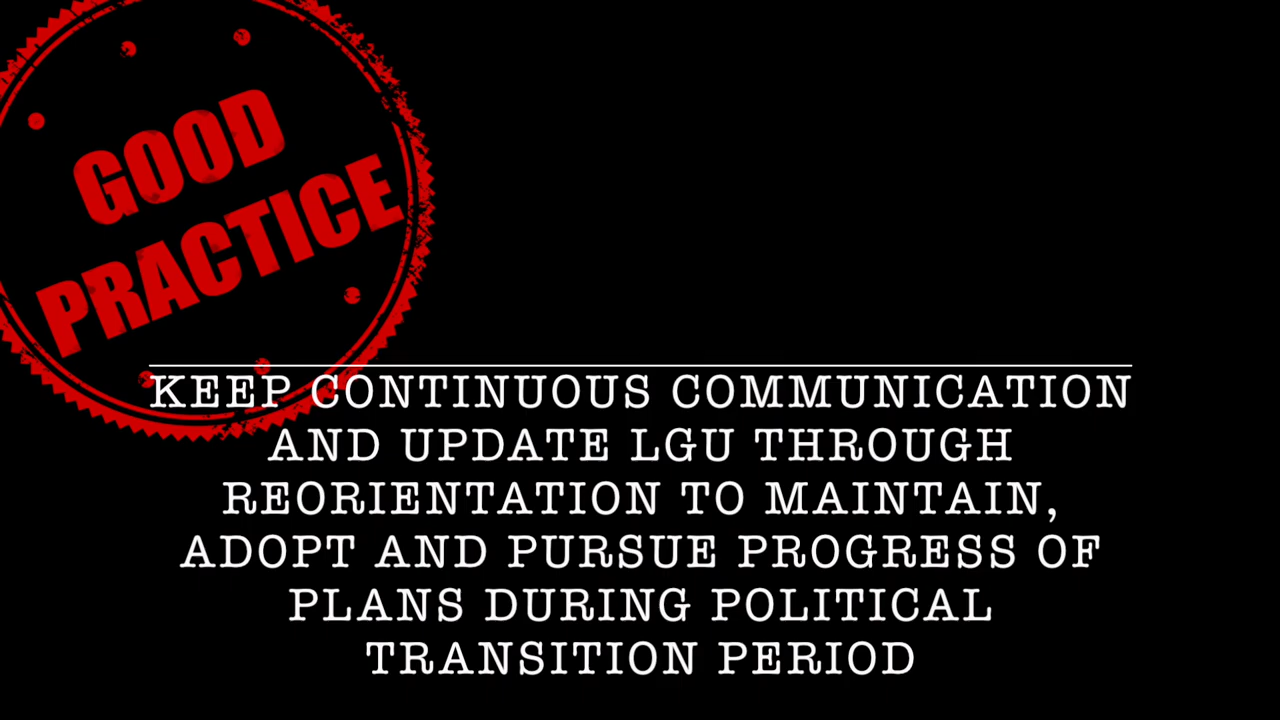 GOOD
PRACTICE
KEEP CONTINUOUS COMMUNICATION
AND UPDATE LGU THROUGH
REORIENTATION TO MAINTAIN,
ADOPT AND PURSUE PROGRESS OF
PLANS DURING POLITICAL
TRANSITION PERIOD